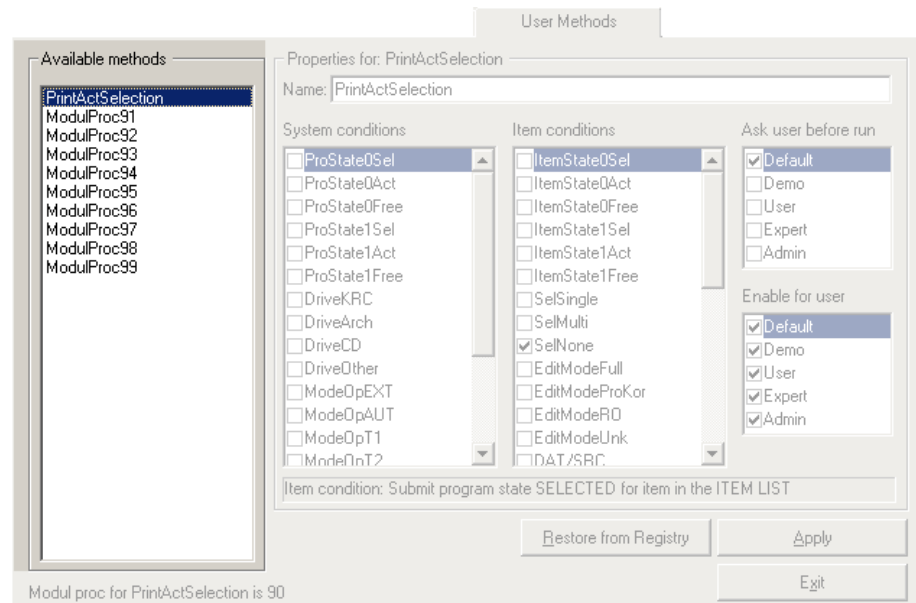 User Methods
Available methods
PrintActSelection
ModulProc91
ModulProc92
ModulProc93
ModulProc94
ModulProc95
ModulProc96
ModulProc97
ModulProc98
ModulProc99
Properties for: PrintActSelection
Name: PrintActSelection
System conditions
ProState0Sel
ProState0Act
ProState0Free
ProState1Sel
ProState1Act
ProState1Free
DriveKRC
DriveArch
DriveCD
DriveOther
ModeOpEXT
ModeOpAUT
ModeOpT1
ModeOpT2
Item conditions
ItemState0Sel
ItemState0Act
ItemState0Free
ItemState1Sel
ItemState1Act
ItemState1Free
SelSingle
SelMulti
SelNone
EditModeFull
EditModeProKor
EditModeRO
EditModeUnk
DAT/SRC
Ask user before run
Default
Demo
User
Expert
Admin
Enable for user
Default
Demo
User
Expert
Admin
Item condition: Submit program state SELECTED for item in the ITEM LIST
Restore from Registry
Apply
Exit
Modul proc for PrintActSelection is 90